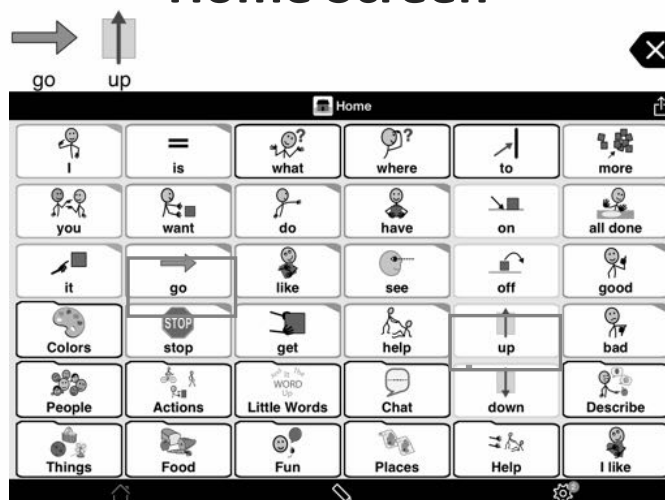 Home Screen
go up
Home
I is what where to more
? ?
you want do have on all done
it go like see off good
STOP
Colors stop get help up bad
WORD
People Actions Little Words Chat down Describe
Things Food Fun Places Help I like